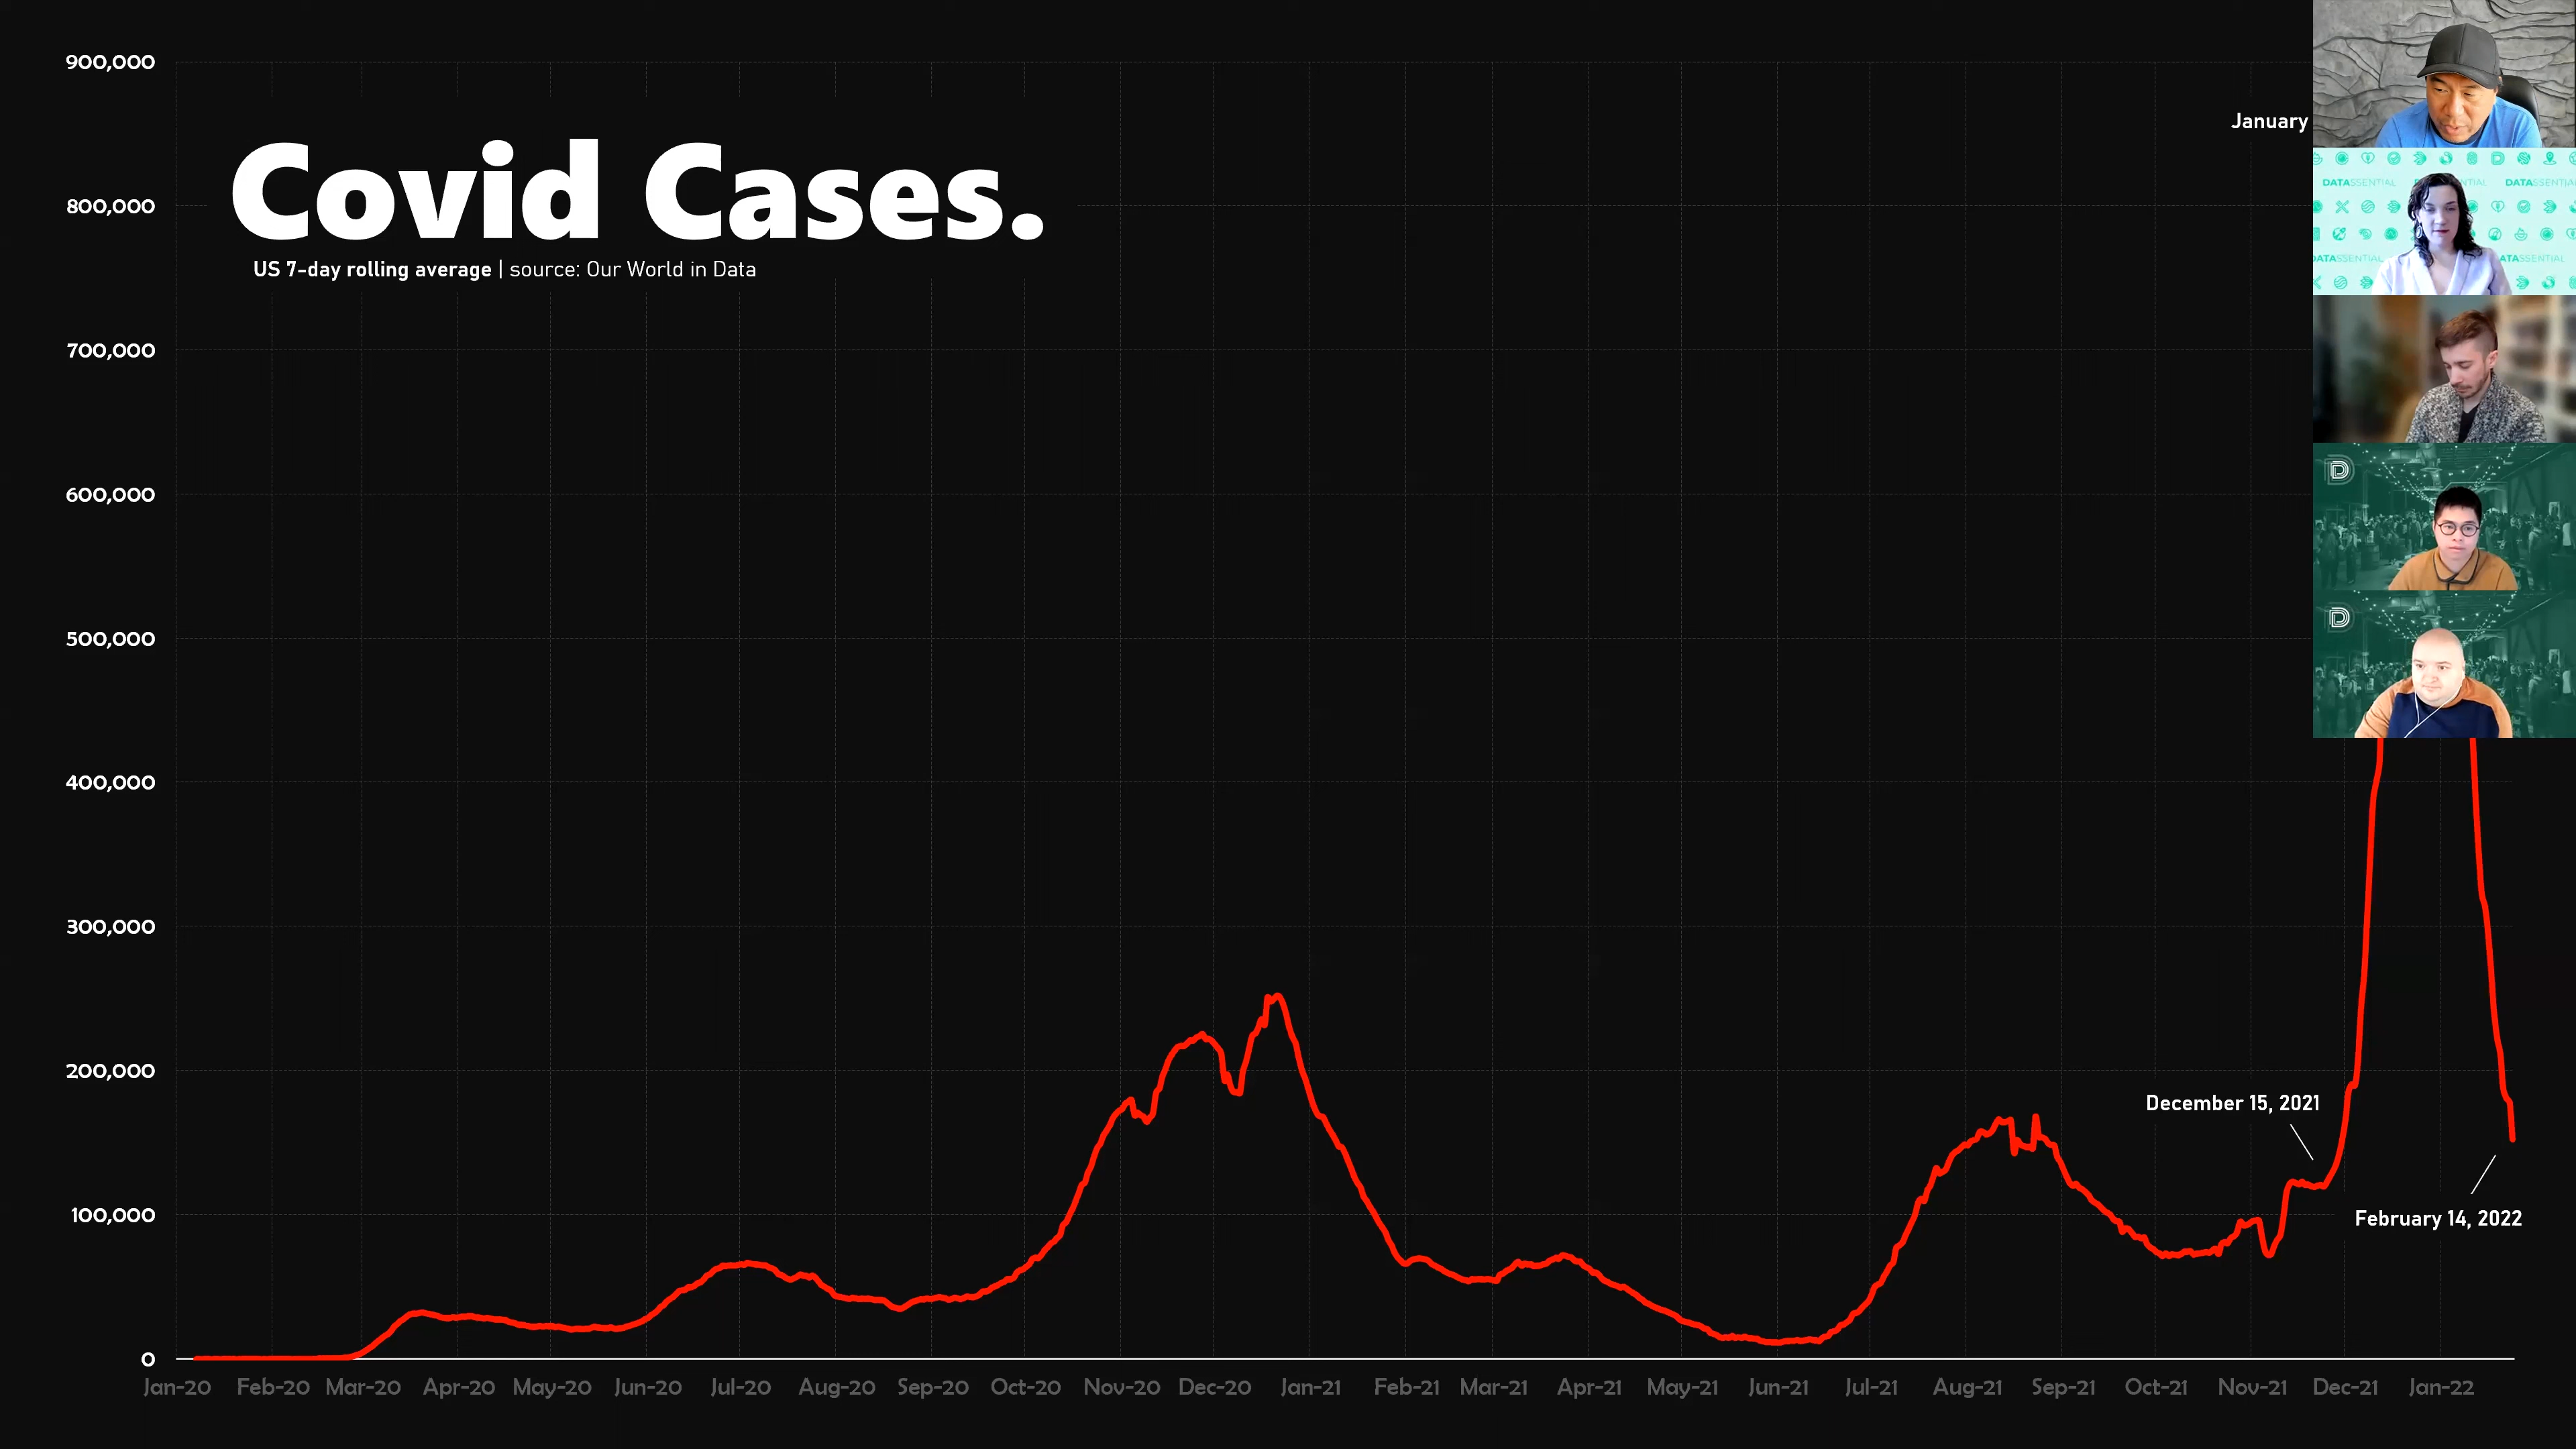 900,000
January
Covid Cases.
800,000
US 7-day rolling average | source: Our World in Data
700,000
600,000
500,000
400,000
300,000
200,000
December 15, 2021
100,000
February 14, 2022
0
Jan-20 Feb-20 Mar-20 Apr-20 May-20 Jun-20 Jul-20 Aug-20 Sep-20 Oct-20 Nov-20 Dec-20 Jan-21 Feb-21 Mar-21 Apr-21 May-21 Jun-21 Jul-21 Aug-21 Sep-21 Oct-21 Nov-21 Dec-21 Jan-22
DATASSENTIAL